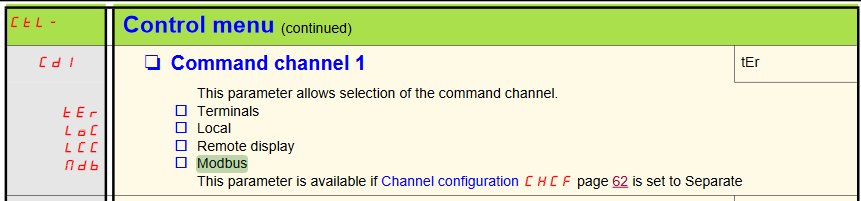 CtL- Control menu (continued)
Cd1 Command channel 1 tEr
This parameter allows selection of the command channel.
tEr Terminals
LoC Local
LCC Remote display
Ndb Modbus
This parameter is available if Channel configuration CHCF page 62 is set to Separate